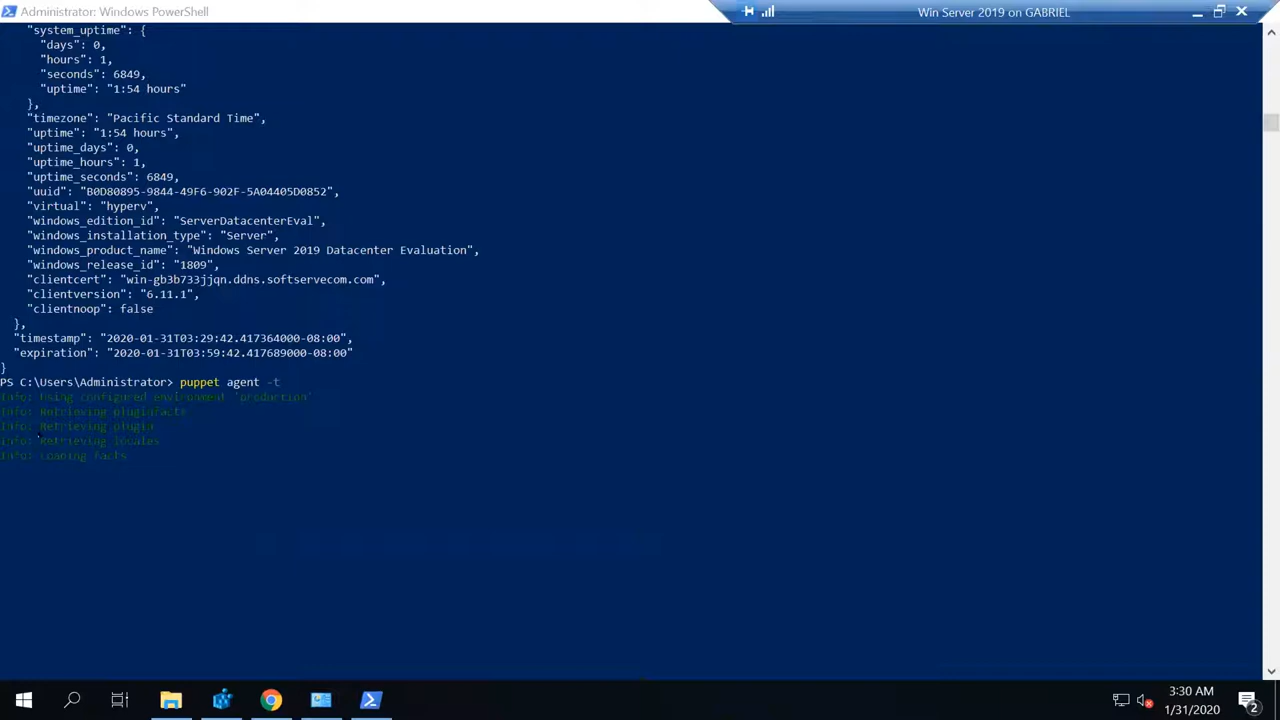 Administrator: Windows PowerShell
Win Server 2019 on GABRIEL
"system_uptime": {
"days": 0,
"hours": 1,
"seconds": 6849,
"uptime": "1:54 hours"
},
"timezone": "Pacific Standard Time",
"uptime": "1:54 hours",
"uptime_days": 0,
"uptime_hours": 1,
"uptime_seconds": 6849,
"uuid": "B0D80895-9844-49F6-902F-5A04405D0852",
"virtual": "hyperv",
"windows_edition_id": "ServerDatacenterEval",
"windows_installation_type": "Server",
"windows_product_name": "Windows Server 2019 Datacenter Evaluation",
"windows_release_id": "1809",
"clientcert": "win-gb3b733jjqn.ddns.softservecom.com",
"clientversion": "6.11.1",
"clientnoop": false
},
"timestamp": "2020-01-31T03:29:42.417364000-08:00",
"expiration": "2020-01-31T03:59:42.417689000-08:00"
}
PS C:\Users\Administrator> puppet agent -t
Info: Using configured environment 'production'
Info: Retrieving pluginfacts
Info: Retrieving plugin
Info: Retrieving locales
Info: Loading facts
3:30 AM
1/31/2020
2